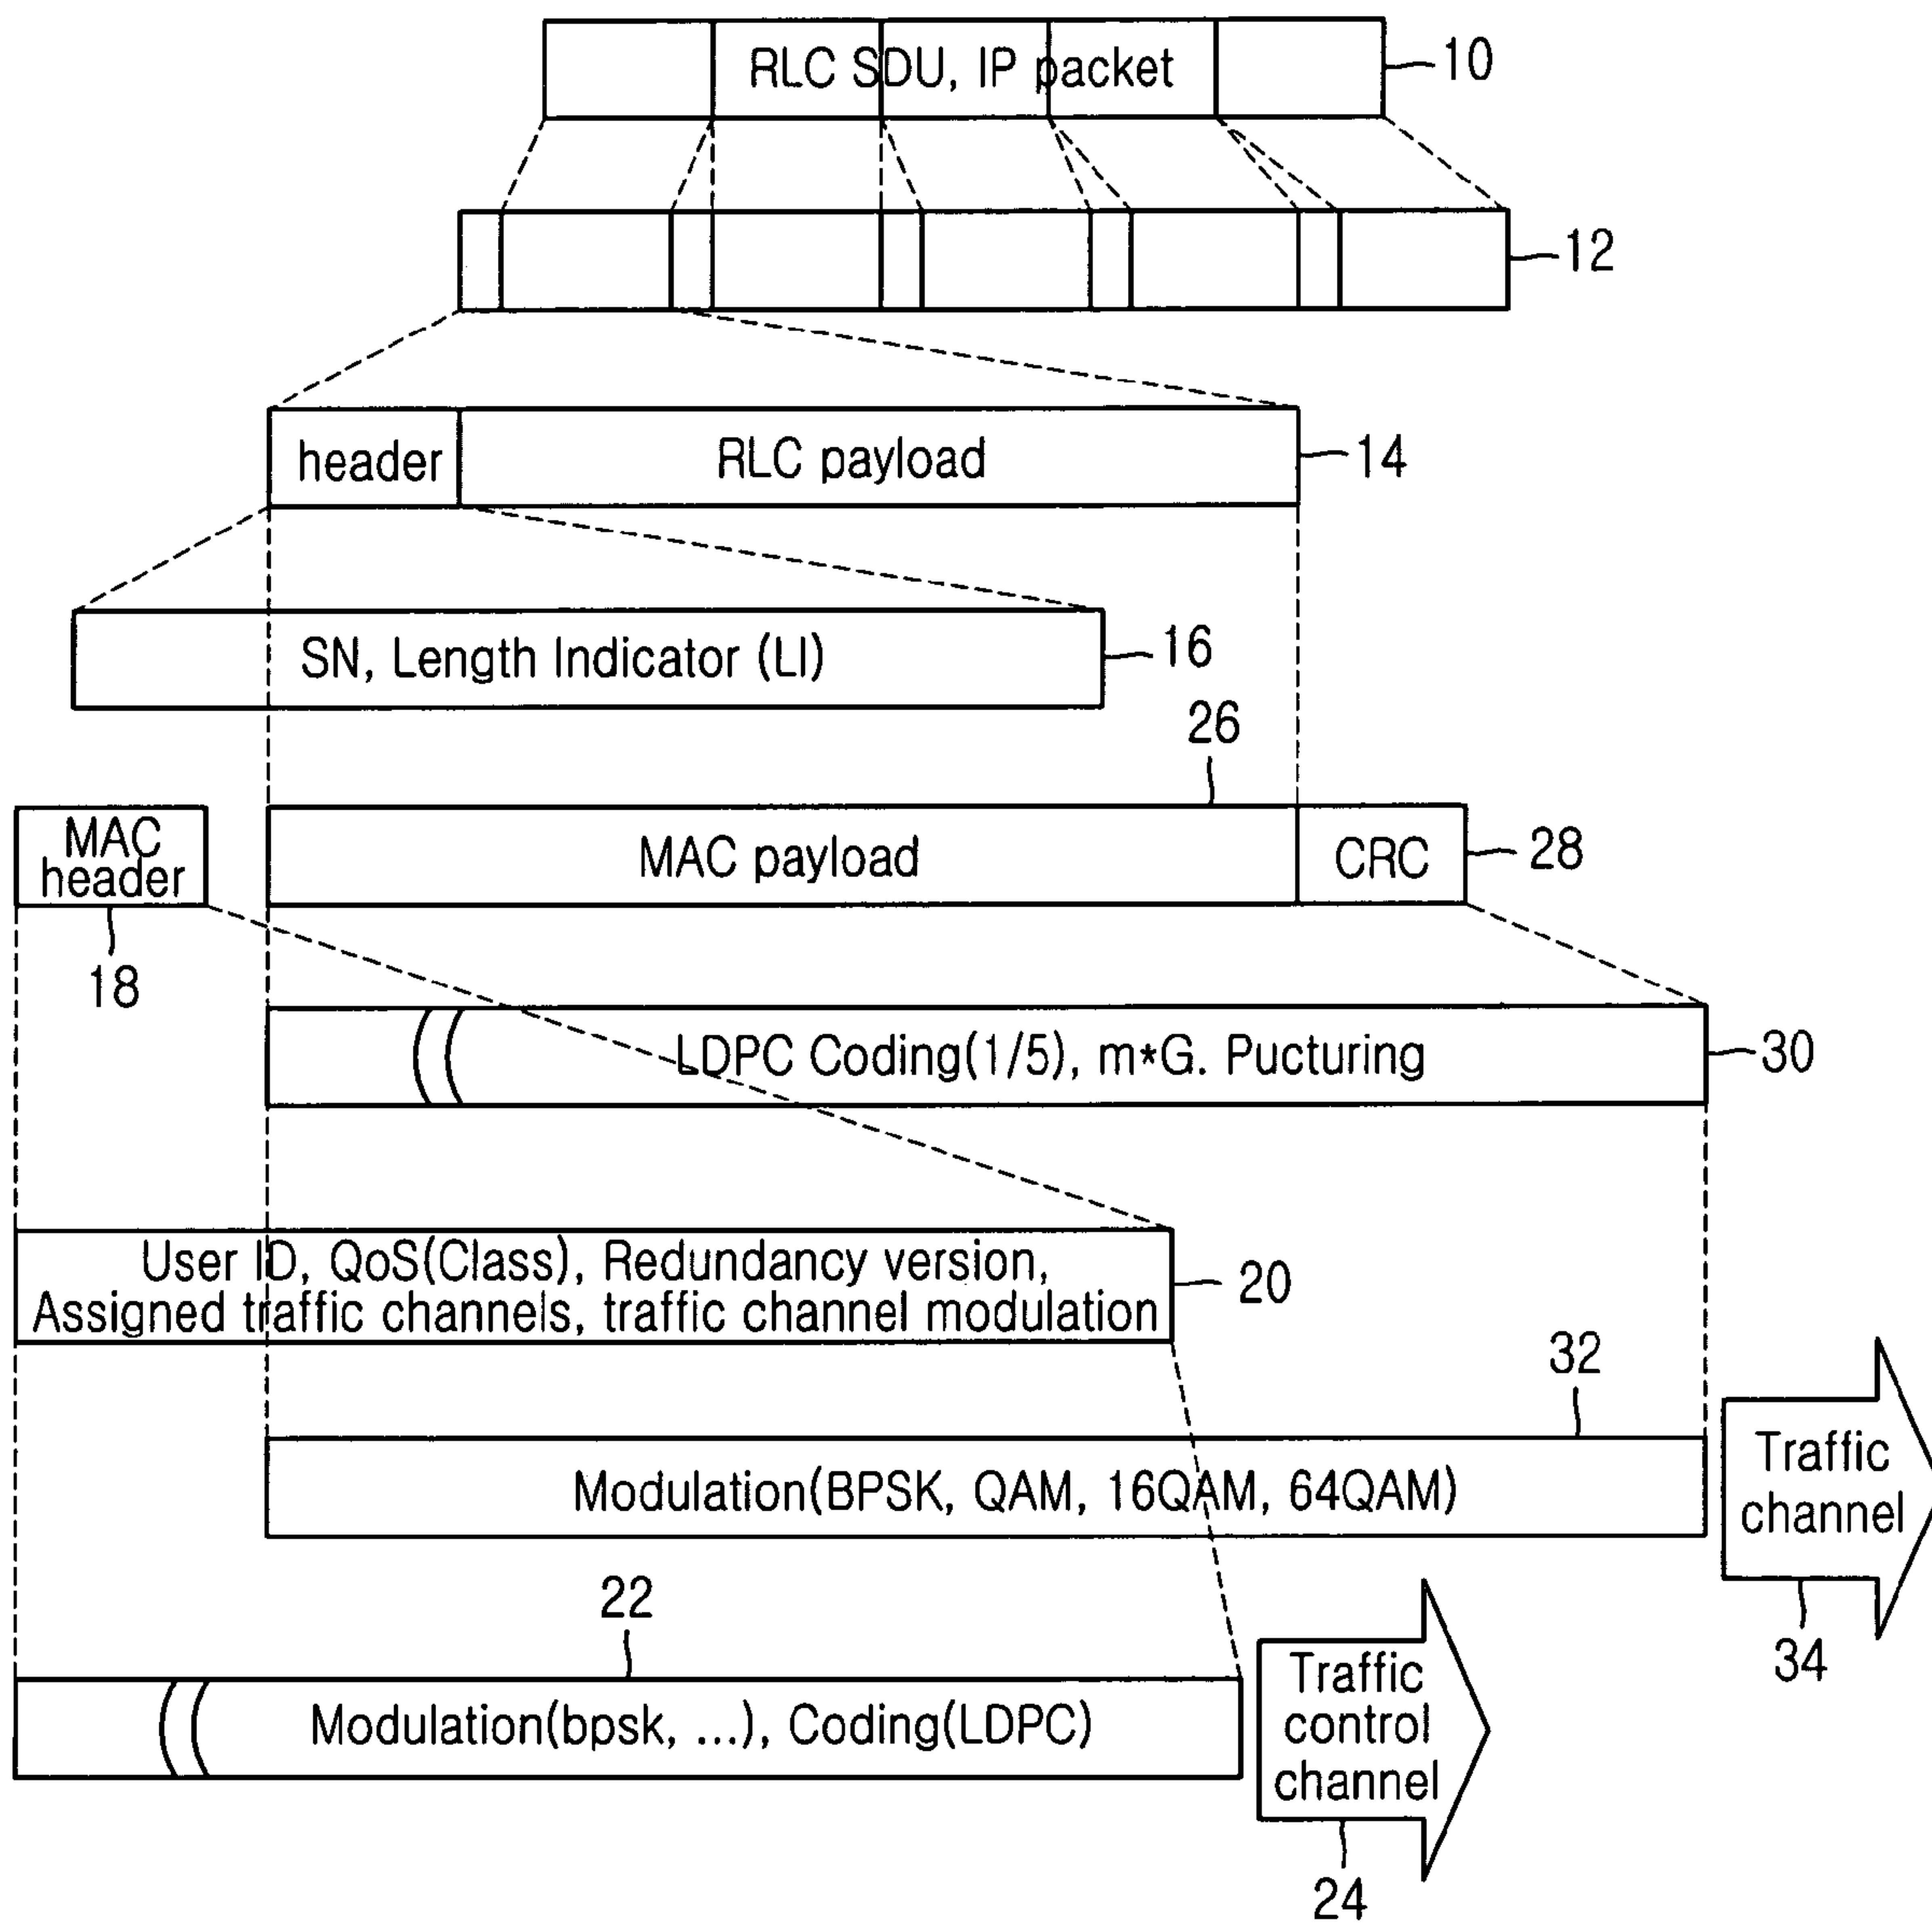 RLC SDU, IP packet
10
12
header
RLC payload
14
SN, Length Indicator (LI)
16
26
MAC
header
MAC payload
CRC
28
18
LDPC Coding(1/5), m*G. Pucturing
30
User ID, QoS(Class), Redundancy version,
Assigned traffic channels, traffic channel modulation
20
32
Modulation(BPSK, QAM, 16QAM, 64QAM)
Traffic
channel
34
22
Modulation(bpsk, ...), Coding(LDPC)
Traffic
control
channel
24